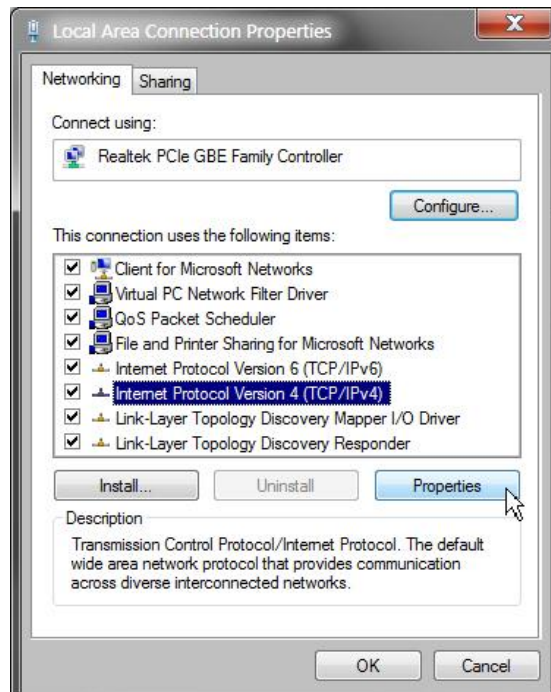 Local Area Connection Properties
Networking
Sharing
Connect using:
Realtek PCIe GBE Family Controller
Configure...
This connection uses the following items:
Client for Microsoft Networks
Virtual PC Network Filter Driver
QoS Packet Scheduler
File and Printer Sharing for Microsoft Networks
Internet Protocol Version 6 (TCP/IPv6)
Internet Protocol Version 4 (TCP/IPv4)
Link-Layer Topology Discovery Mapper I/O Driver
Link-Layer Topology Discovery Responder
Install...
Uninstall
Properties
Description
Transmission Control Protocol/Internet Protocol. The default
wide area network protocol that provides communication
across diverse interconnected networks.
OK
Cancel